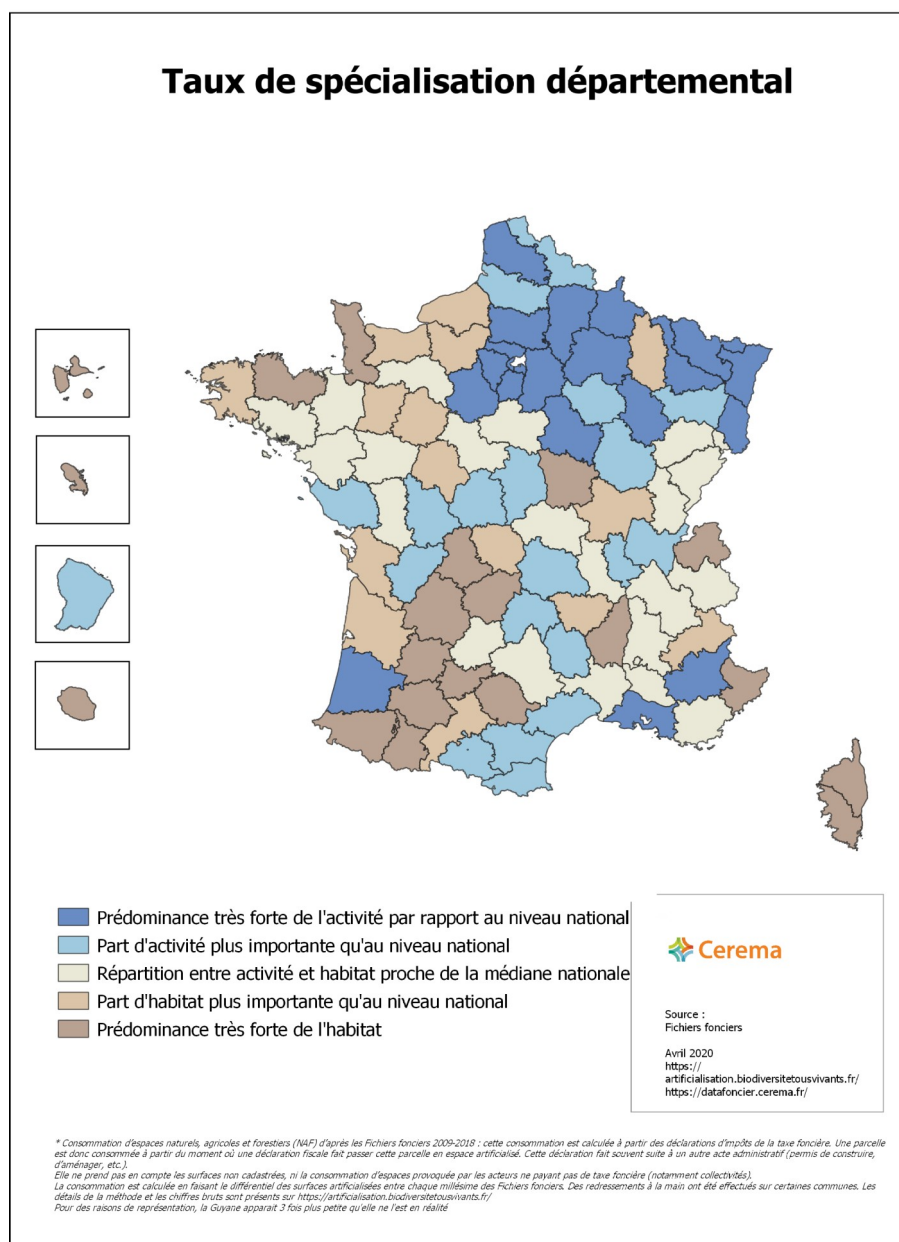 Taux de spécialisation départemental
Prédominance très forte de l'activité par rapport au niveau national
Part d'activité plus importante qu'au niveau national
Répartition entre activité et habitat proche de la médiane nationale
Part d'habitat plus importante qu'au niveau national
Prédominance très forte de l'habitat
Cerema
Source :
Fichiers fonciers
Avril 2020
https://
artificialisation.biodiversitetousvivants.fr/
https://datafoncier.cerema.fr/
* Consommation d'espaces naturels, agricoles et forestiers (NAF) d'après les Fichiers fonciers 2009-2018 : cette consommation est calculée à partir des déclarations d'impôts de la taxe foncière. Une parcelle
est donc consommée à partir du moment où une déclaration fiscale fait passer cette parcelle en espace artificialisé. Cette déclaration fait souvent suite à un autre acte administratif (permis de construire,
d'aménager, etc.).
Elle ne prend pas en compte les surfaces non cadastrées, ni la consommation d'espaces provoquée par les acteurs ne payant pas de taxe foncière (notamment collectivités).
La consommation est calculée en faisant le différentiel des surfaces artificialisées entre chaque millésime des Fichiers fonciers. Des redressements à la main ont été effectués sur certaines communes. Les
détails de la méthode et les chiffres bruts sont présents sur https://artificialisation.biodiversitetousvivants.fr/
Pour des raisons de représentation, la Guyane apparait 3 fois plus petite qu'elle ne l'est en réalité